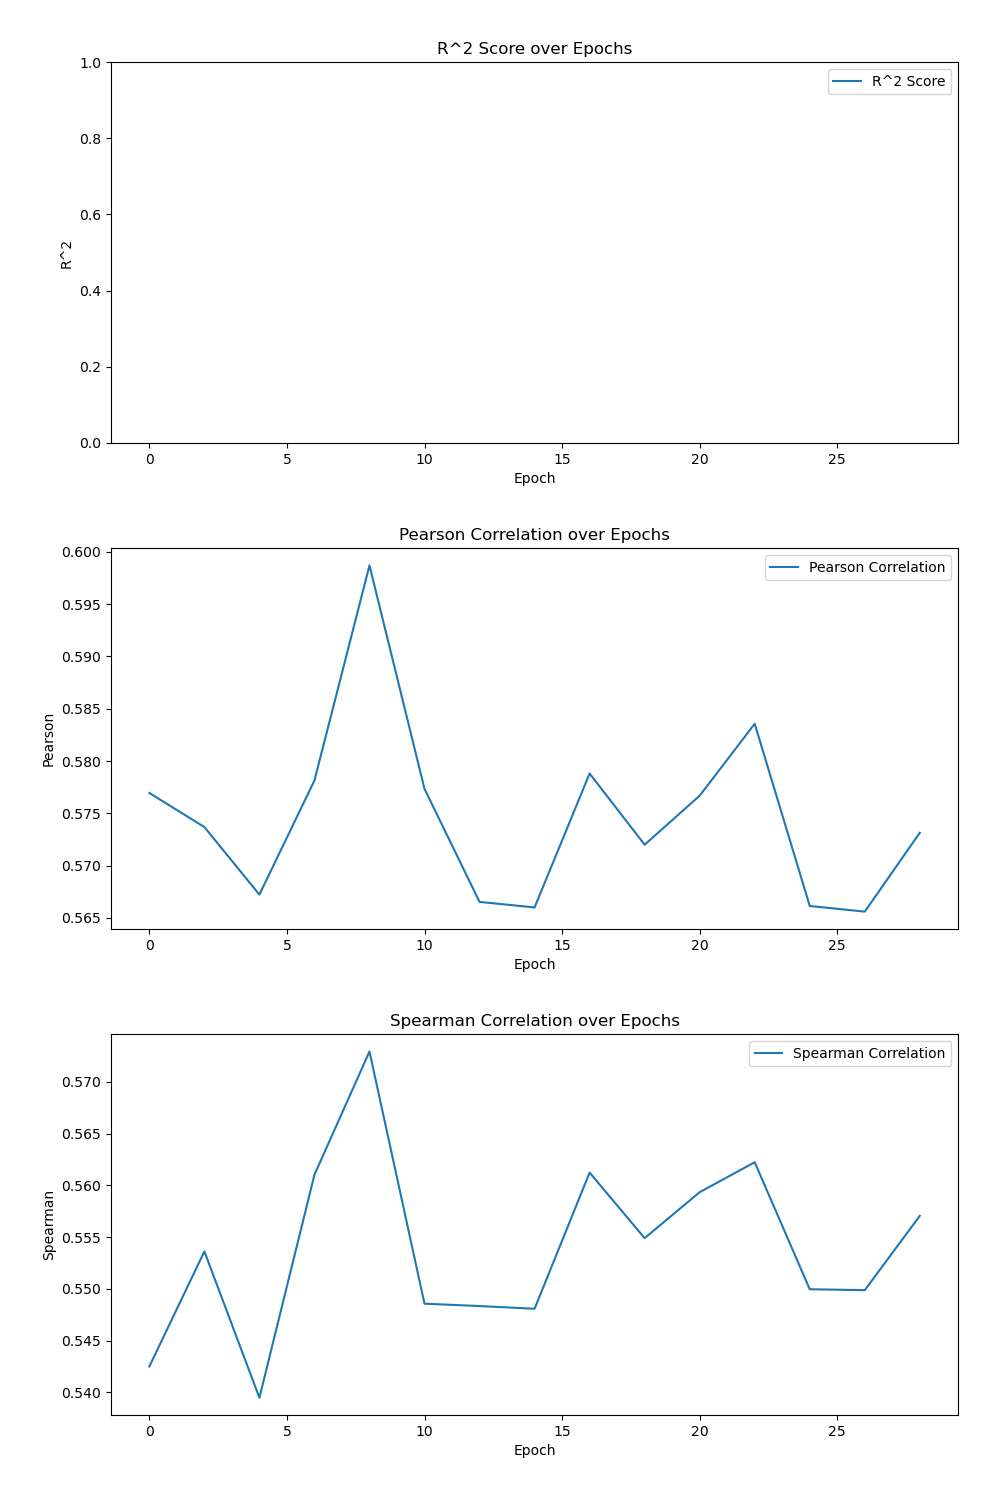 R^2 Score over Epochs
1.0
R^2 Score
0.8
0.6
R^2
0.4
0.2
0.0
0 5 10 15 20 25
Epoch
Pearson Correlation over Epochs
0.600
Pearson Correlation
0.595
0.590
0.585
Pearson
0.580
0.575
0.570
0.565
0 5 10 15 20 25
Epoch
Spearman Correlation over Epochs
Spearman Correlation
0.570
0.565
0.560
Spearman
0.555
0.550
0.545
0.540
0 5 10 15 20 25
Epoch